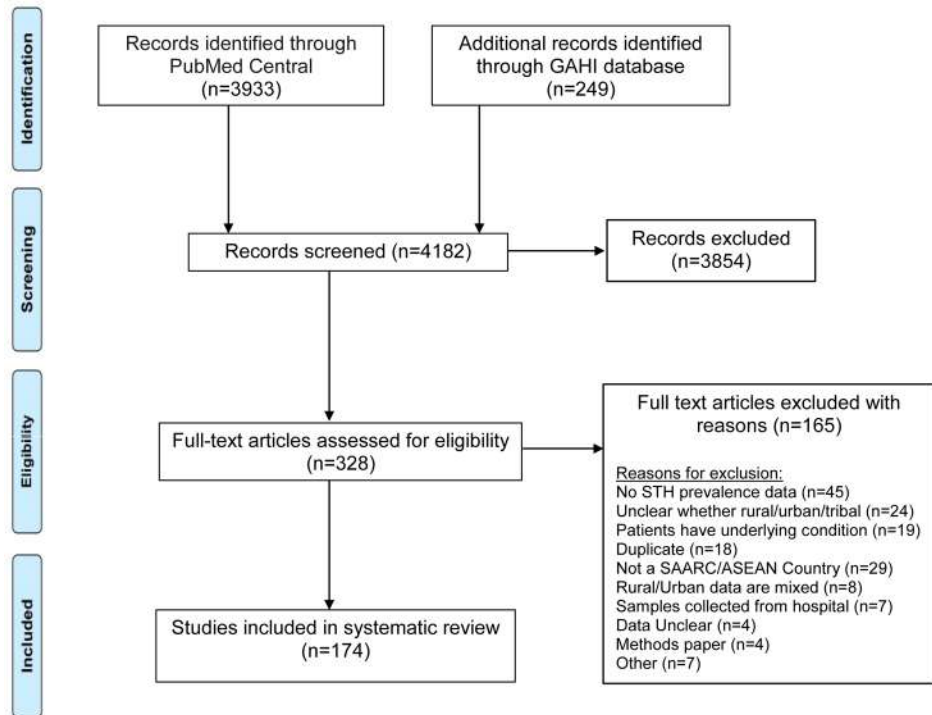 Identification
Records identified through
PubMed Central
(n=3933)
Additional records identified
through GAHI database
(n=249)
Screening
Records screened (n=4182)
Records excluded
(n=3854)
Eligibility
Full-text articles assessed for eligibility
(n=328)
Full text articles excluded with
reasons (n=165)
Reasons for exclusion:
No STH prevalence data (n=45)
Unclear whether rural/urban/tribal (n=24)
Patients have underlying condition (n=19)
Duplicate (n=18)
Not a SAARC/ASEAN Country (n=29)
Rural/Urban data are mixed (n=8)
Samples collected from hospital (n=7)
Data Unclear (n=4)
Methods paper (n=4)
Other (n=7)
Included
Studies included in systematic review
(n=174)